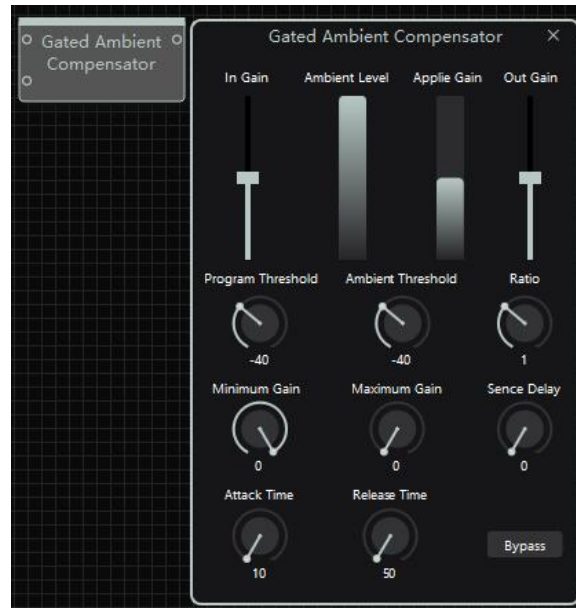 Gated Ambient
Compensator
Gated Ambient Compensator
In Gain Ambient Level Applie Gain Out Gain
Program Threshold Ambient Threshold Ratio
-40 -40 1
Minimum Gain Maximum Gain Sence Delay
0 0 0
Attack Time Release Time
Bypass
10 50